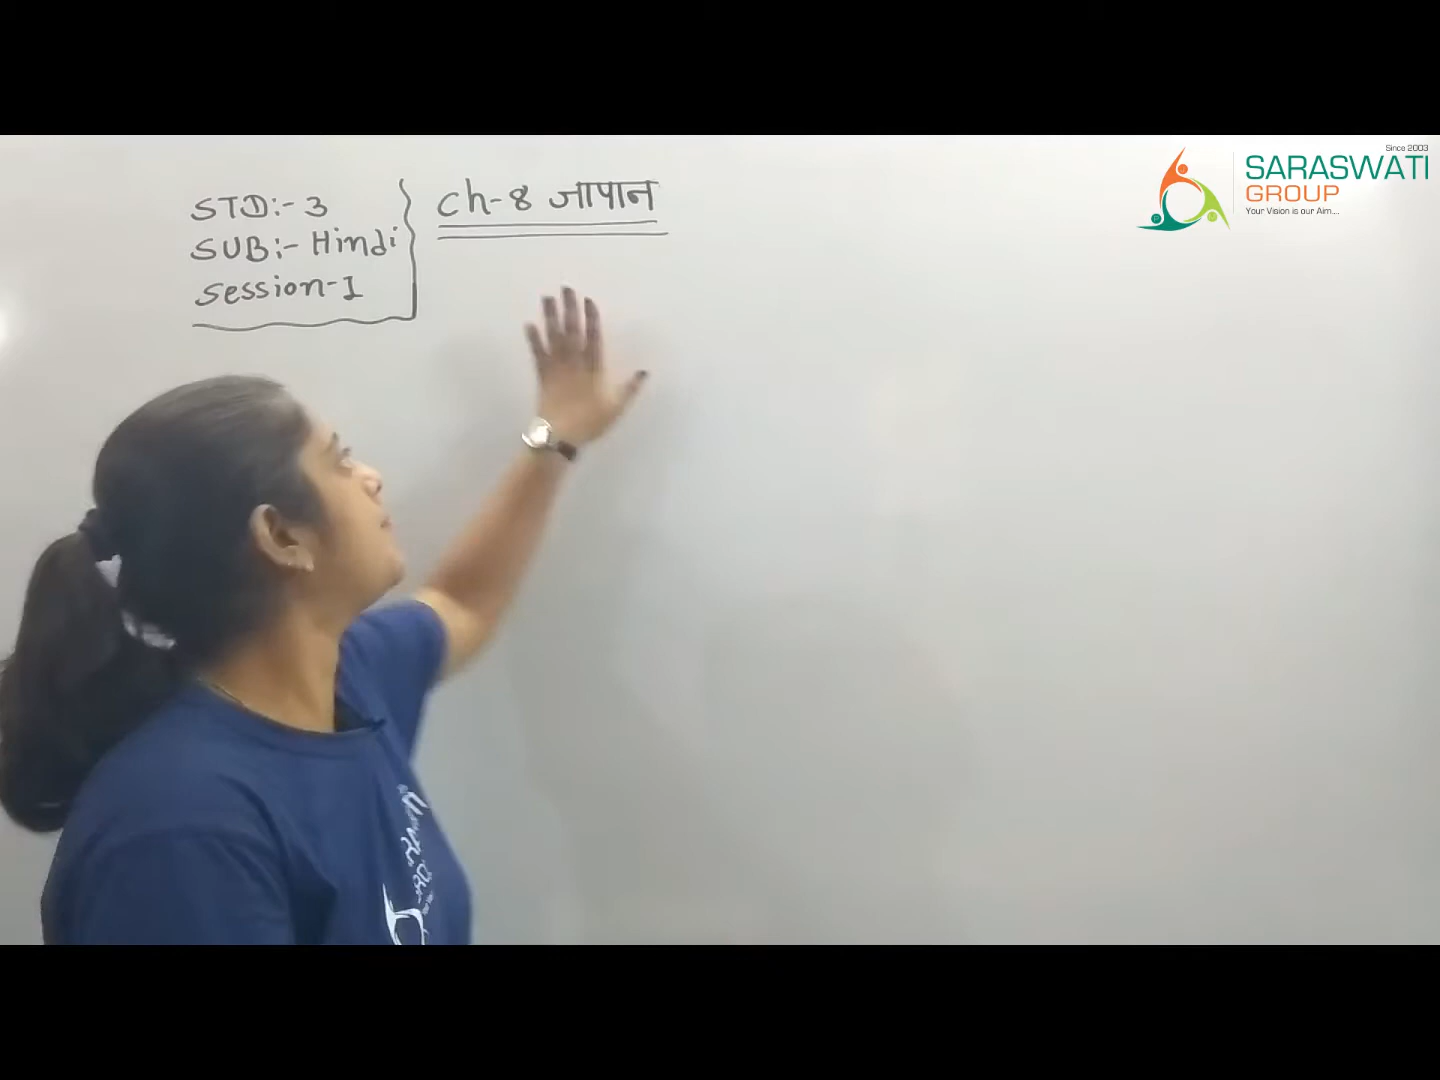 STD:- 3
SUB:- Hindi
Session-1
ch-8 जापान
Since 2003
SARASWATI
GROUP
Your Vision is our Aim....